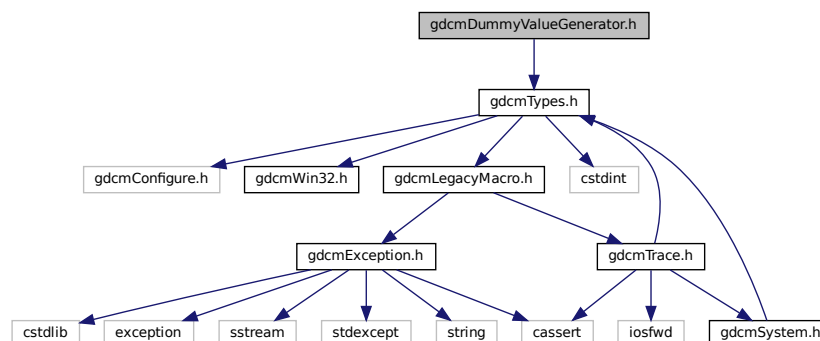 gdcmDummyValueGenerator.h
gdcmTypes.h
gdcmConfigure.h
gdcmWin32.h
gdcmLegacyMacro.h
cstdint
gdcmException.h
gdcmTrace.h
cstdlib
exception
sstream
stdexcept
string
cassert
iosfwd
gdcmSystem.h